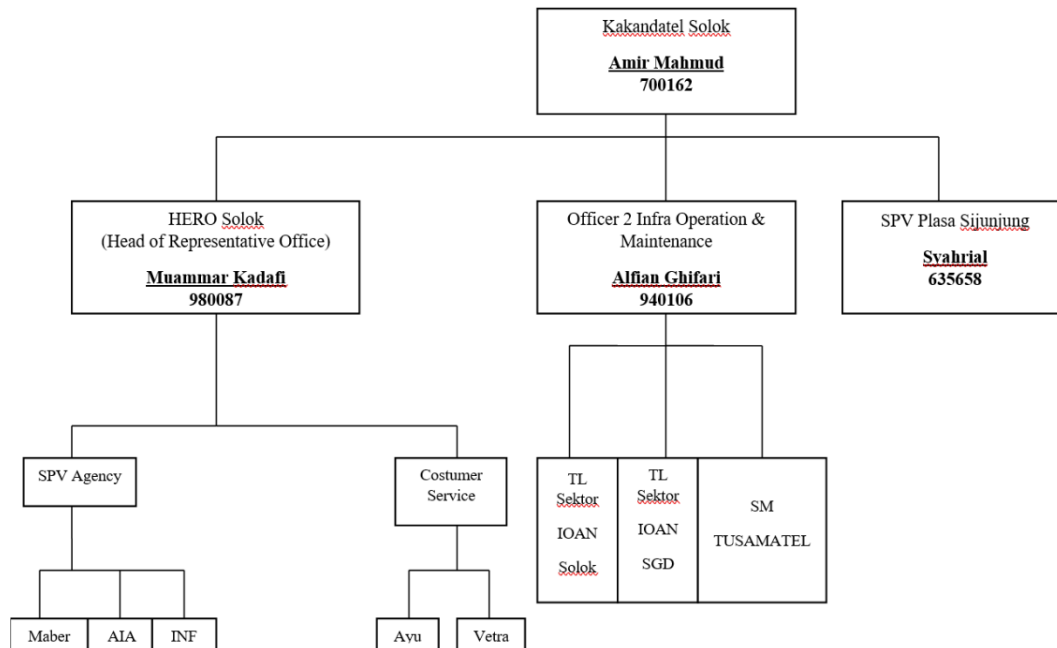 Kakandatel Solok
Amir Mahmud
700162
HERO Solok
(Head of Representative Office)
Muammar Kadafi
980087
Officer 2 Infra Operation &
Maintenance
Alfian Ghifari
940106
SPV Plasa Sijunjung
Syahrial
635658
SPV Agency
Costumer
Service
TL
Sektor
IOAN
Solok
TL
Sektor
IOAN
SGD
SM
TUSAMATEL
Maber
AIA
INF
Ayu
Vetra